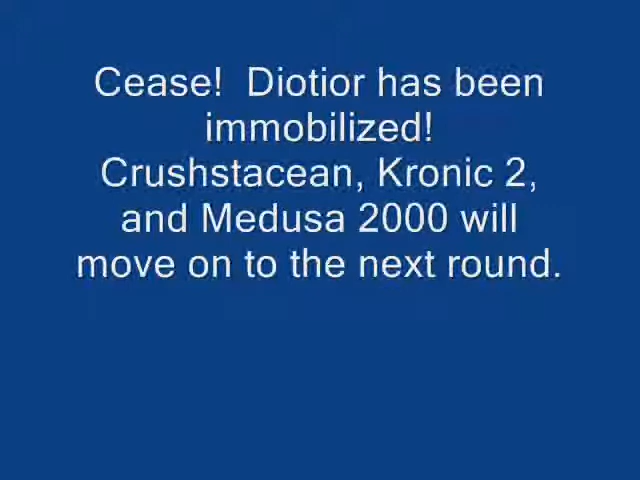 Cease!  Diotior has been
immobilized!
Crushstacean, Kronic 2,
and Medusa 2000 will
move on to the next round.